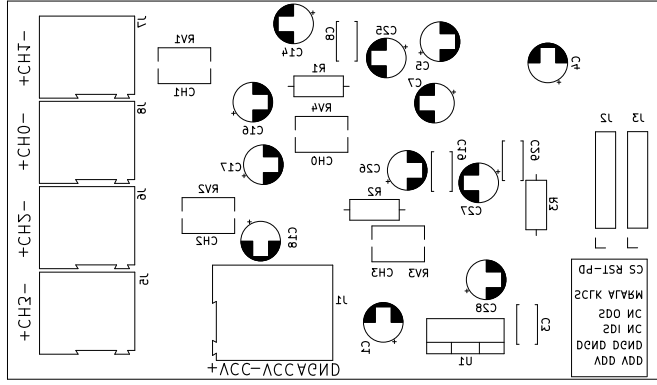 +CH1-
J7
RV1
CH1
C14
C8
C25
C5
C4
R1
C7
+CH0-
J8
C16
RV4
CH0
J2
J3
C17
C26
C19
C27
C29
+CH2-
J6
RV2
CH2
C18
R2
R3
CH3
RV3
+CH3-
J5
J1
+VCC-VCCAGND
C1
C28
U1
C3
CS RST-PD
SCLK ALARM
SDO NC
SDI NC
DGND DGND
VDD VDD